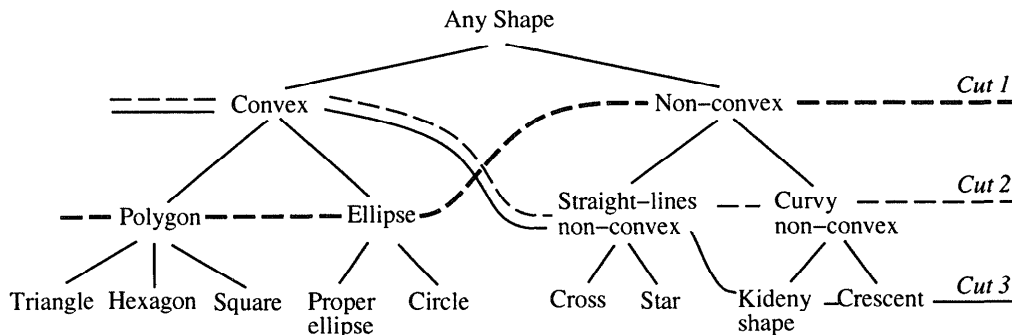 Any Shape
Convex
Non-convex
Cut 1
Polygon
Ellipse
Straight-lines
non-convex
Curvy
non-convex
Cut 2
Triangle
Hexagon
Square
Proper
ellipse
Circle
Cross
Star
Kideny
shape
Crescent
Cut 3